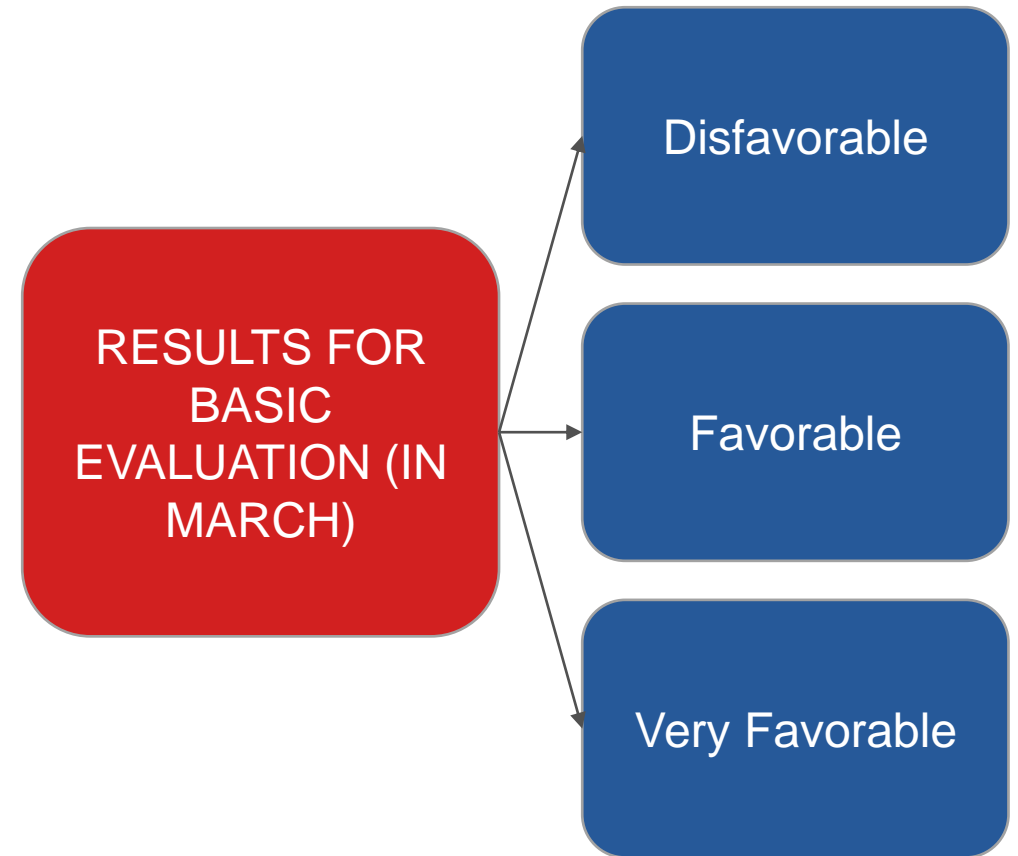 RESULTS FOR
BASIC
EVALUATION (IN
MARCH)
Disfavorable
Favorable
Very Favorable